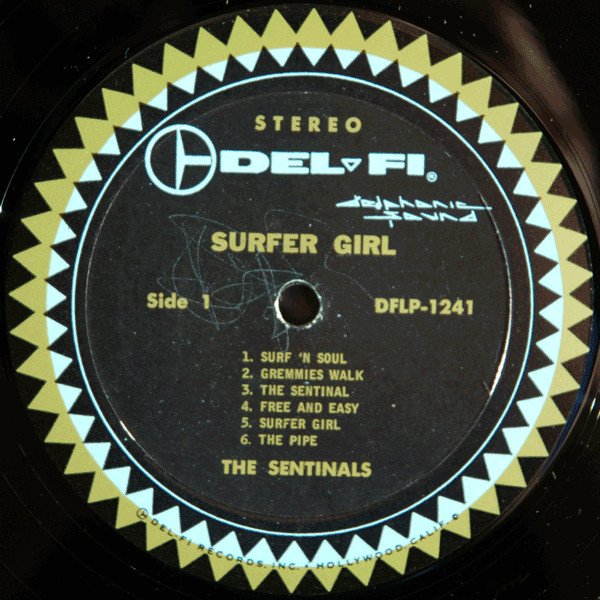 STEREO
DEL-FI®
delphonic
sound
SURFER GIRL
Side 1
DFLP-1241
1. SURF 'N SOUL
2. GREMMIES WALK
3. THE SENTINAL
4. FREE AND EASY
5. SURFER GIRL
6. THE PIPE
THE SENTINALS
DEL-FI RECORDS, INC. • HOLLYWOOD, CALIF. ©